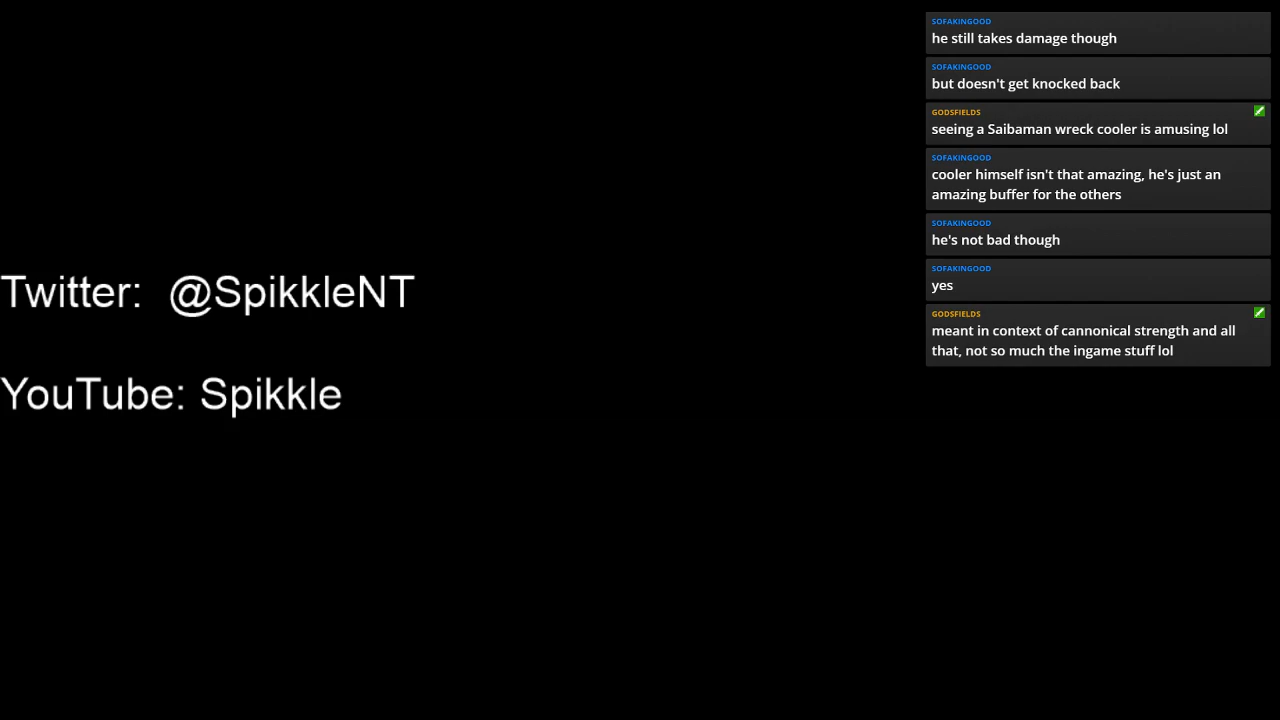 Twitter:  @SpikkleNT
YouTube: Spikkle
SOFAKINGOOD
he still takes damage though
SOFAKINGOOD
but doesn't get knocked back
GODSFIELDS
seeing a Saibaman wreck cooler is amusing lol
SOFAKINGOOD
cooler himself isn't that amazing, he's just an
amazing buffer for the others
SOFAKINGOOD
he's not bad though
SOFAKINGOOD
yes
GODSFIELDS
meant in context of cannonical strength and all
that, not so much the ingame stuff lol